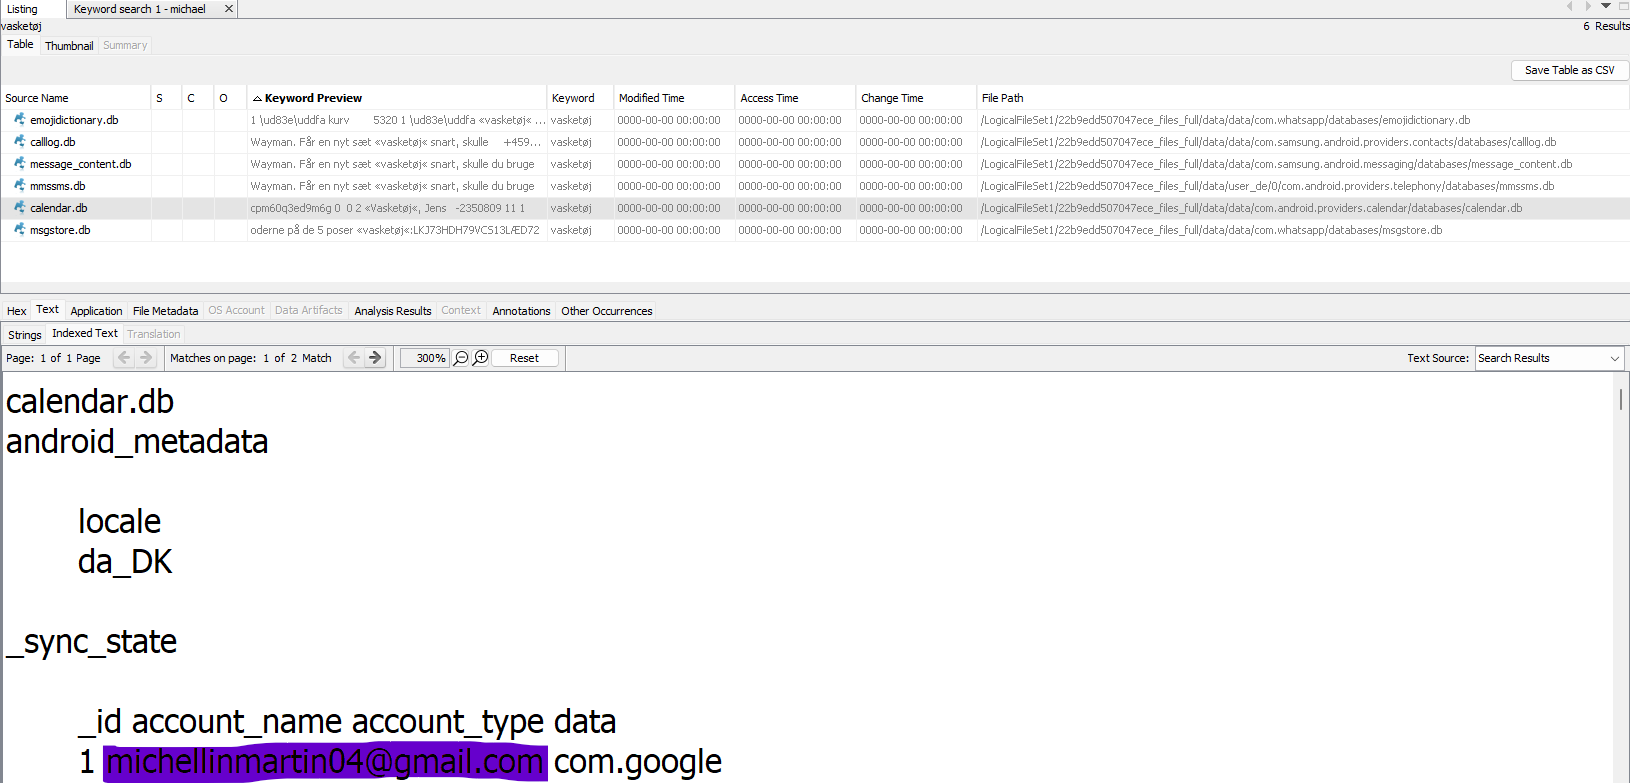 Listing Keyword search 1 - michael
vasketøj 6 Results
Table Thumbnail Summary
Save Table as CSV
Source Name S C O Keyword Preview Keyword Modified Time Access Time Change Time File Path
emojidictionary.db 1 \ud83e\uddfa kurv 5320 1 \ud83e\uddfa «vasketøj« ... vasketøj 0000-00-00 00:00:00 0000-00-00 00:00:00 0000-00-00 00:00:00 /LogicalFileSet1/22b9edd507047ece_files_full/data/data/com.whatsapp/databases/emojidictionary.db
calllog.db Wayman. Får en nyt sæt «vasketøj« snart, skulle +459... vasketøj 0000-00-00 00:00:00 0000-00-00 00:00:00 0000-00-00 00:00:00 /LogicalFileSet1/22b9edd507047ece_files_full/data/data/com.samsung.android.providers.contacts/databases/calllog.db
message_content.db Wayman. Får en nyt sæt «vasketøj« snart, skulle du bruge vasketøj 0000-00-00 00:00:00 0000-00-00 00:00:00 0000-00-00 00:00:00 /LogicalFileSet1/22b9edd507047ece_files_full/data/data/com.samsung.android.messaging/databases/message_content.db
mmssms.db Wayman. Får en nyt sæt «vasketøj« snart, skulle du bruge vasketøj 0000-00-00 00:00:00 0000-00-00 00:00:00 0000-00-00 00:00:00 /LogicalFileSet1/22b9edd507047ece_files_full/data/user_de/0/com.android.providers.telephony/databases/mmssms.db
calendar.db cpm60q3ed9m6g 0 0 2 «Vasketøj«, Jens -2350809 11 1 vasketøj 0000-00-00 00:00:00 0000-00-00 00:00:00 0000-00-00 00:00:00 /LogicalFileSet1/22b9edd507047ece_files_full/data/data/com.android.providers.calendar/databases/calendar.db
msgstore.db oderne på de 5 poser «vasketøj«:LKJ73HDH79VCS13LÆD72 vasketøj 0000-00-00 00:00:00 0000-00-00 00:00:00 0000-00-00 00:00:00 /LogicalFileSet1/22b9edd507047ece_files_full/data/data/com.whatsapp/databases/msgstore.db
Hex Text Application File Metadata OS Account Data Artifacts Analysis Results Context Annotations Other Occurrences
Strings Indexed Text Translation
Page: 1 of 1 Page Matches on page: 1 of 2 Match 300% Reset Text Source: Search Results
calendar.db
android_metadata
locale
da_DK
_sync_state
_id account_name account_type data
1 michellinmartin04@gmail.com com.google